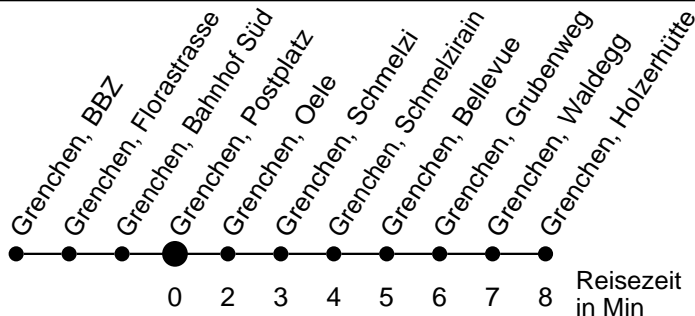 Grenchen, BBZ
Grenchen, Florastrasse
Grenchen, Bahnhof Süd
Grenchen, Postplatz
Grenchen, Oele
Grenchen, Schmelzi
Grenchen, Schmelzirain
Grenchen, Bellevue
Grenchen, Grubenweg
Grenchen, Waldegg
Grenchen, Holzerhütte
0 2 3 4 5 6 7 8
Reisezeit
in Min